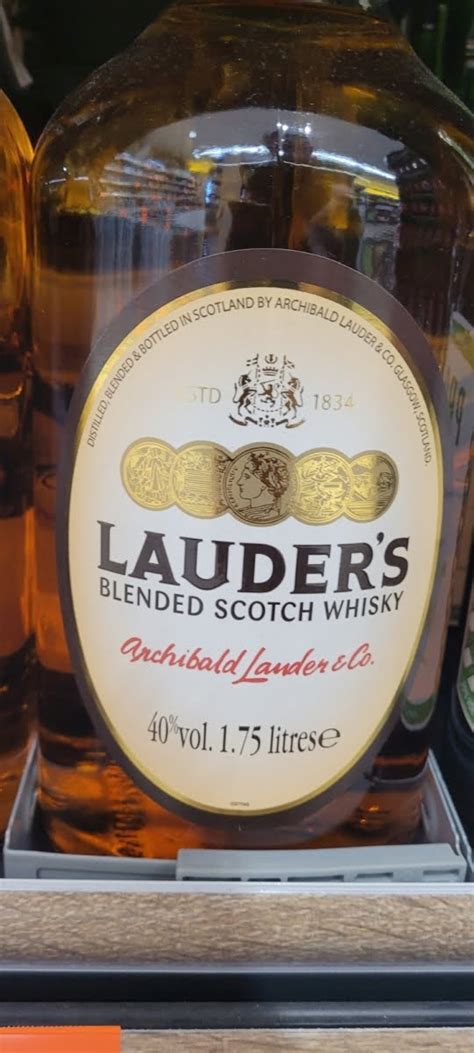 DISTILLED, BLENDED & BOTTLED IN SCOTLAND BY ARCHIBALD LAUDER & CO. GLASGOW, SCOTLAND.
STD 1834
LAUDER'S
BLENDED SCOTCH WHISKY
Archibald Lauder & Co.
40%vol. 1.75 litres e